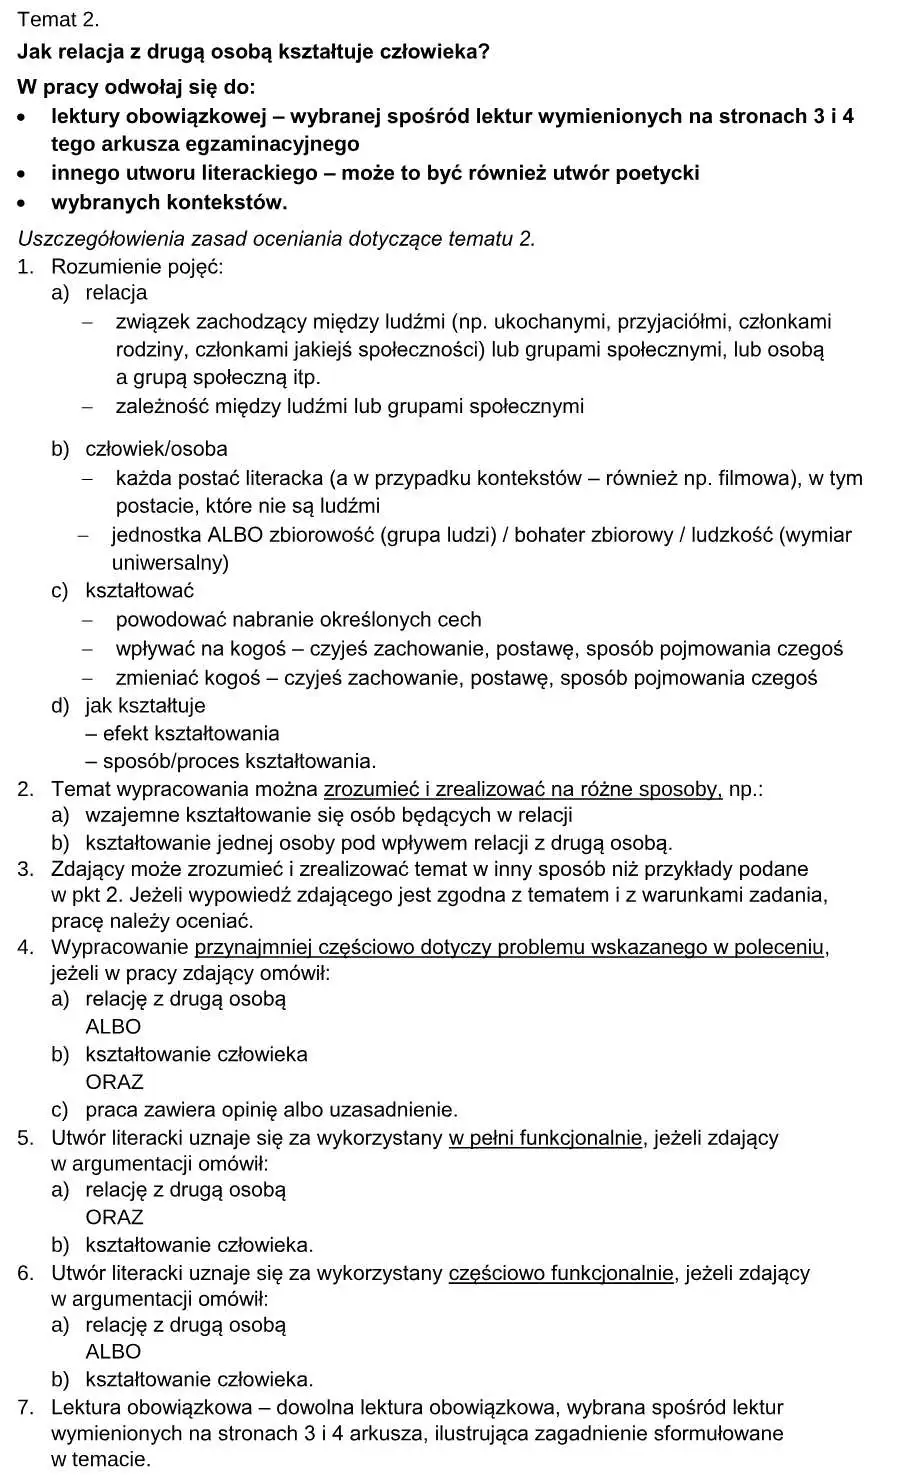 Temat 2.
Jak relacja z drugą osobą kształtuje człowieka?
W pracy odwołaj się do:
• lektury obowiązkowej – wybranej spośród lektur wymienionych na stronach 3 i 4
tego arkusza egzaminacyjnego
• innego utworu literackiego – może to być również utwór poetycki
• wybranych kontekstów.
Uszczegółowienia zasad oceniania dotyczące tematu 2.
1. Rozumienie pojęć:
a) relacja
– związek zachodzący między ludźmi (np. ukochanymi, przyjaciółmi, członkami
rodziny, członkami jakiejś społeczności) lub grupami społecznymi, lub osobą
a grupą społeczną itp.
– zależność między ludźmi lub grupami społecznymi
b) człowiek/osoba
– każda postać literacka (a w przypadku kontekstów – również np. filmowa), w tym
postacie, które nie są ludźmi
– jednostka ALBO zbiorowość (grupa ludzi) / bohater zbiorowy / ludzkość (wymiar
uniwersalny)
c) kształtować
– powodować nabranie określonych cech
– wpływać na kogoś – czyjeś zachowanie, postawę, sposób pojmowania czegoś
– zmieniać kogoś – czyjeś zachowanie, postawę, sposób pojmowania czegoś
d) jak kształtuje
– efekt kształtowania
– sposób/proces kształtowania.
2. Temat wypracowania można zrozumieć i zrealizować na różne sposoby, np.:
a) wzajemne kształtowanie się osób będących w relacji
b) kształtowanie jednej osoby pod wpływem relacji z drugą osobą.
3. Zdający może zrozumieć i zrealizować temat w inny sposób niż przykłady podane
w pkt 2. Jeżeli wypowiedź zdającego jest zgodna z tematem i z warunkami zadania,
pracę należy oceniać.
4. Wypracowanie przynajmniej częściowo dotyczy problemu wskazanego w poleceniu,
jeżeli w pracy zdający omówił:
a) relację z drugą osobą
ALBO
b) kształtowanie człowieka
ORAZ
c) praca zawiera opinię albo uzasadnienie.
5. Utwór literacki uznaje się za wykorzystany w pełni funkcjonalnie, jeżeli zdający
w argumentacji omówił:
a) relację z drugą osobą
ORAZ
b) kształtowanie człowieka.
6. Utwór literacki uznaje się za wykorzystany częściowo funkcjonalnie, jeżeli zdający
w argumentacji omówił:
a) relację z drugą osobą
ALBO
b) kształtowanie człowieka.
7. Lektura obowiązkowa – dowolna lektura obowiązkowa, wybrana spośród lektur
wymienionych na stronach 3 i 4 arkusza, ilustrująca zagadnienie sformułowane
w temacie.